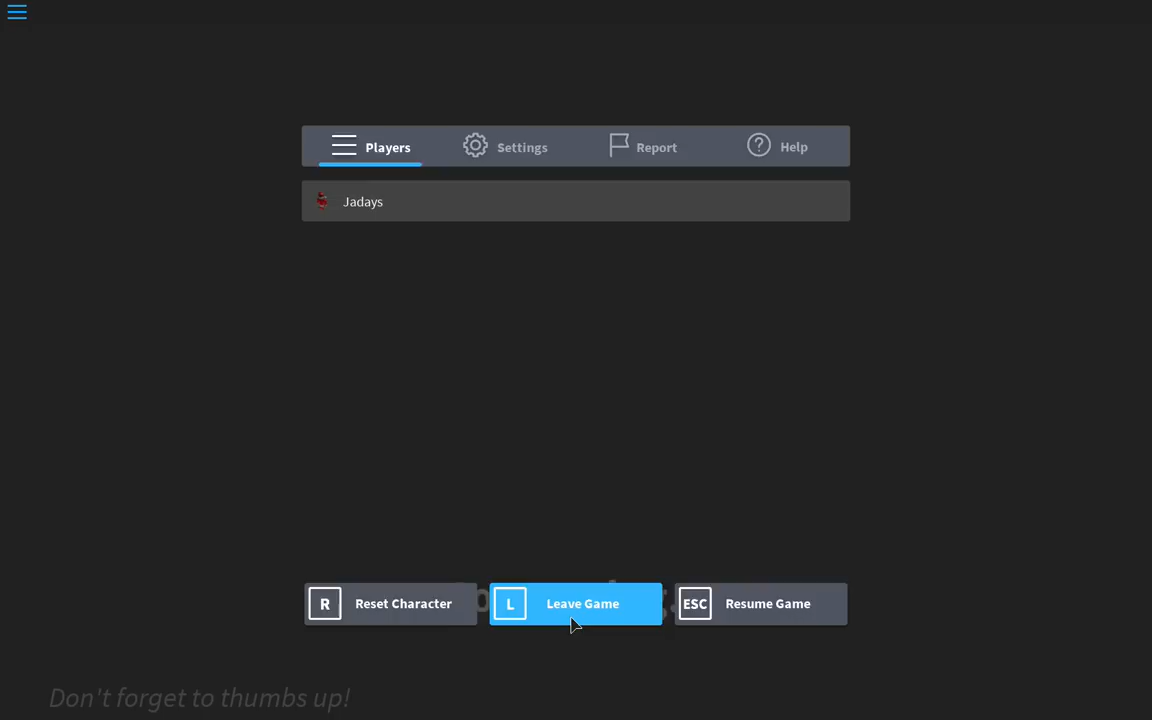 Players Settings Report Help
Jadays
R Reset Character L Leave Game ESC Resume Game
Don't forget to thumbs up!